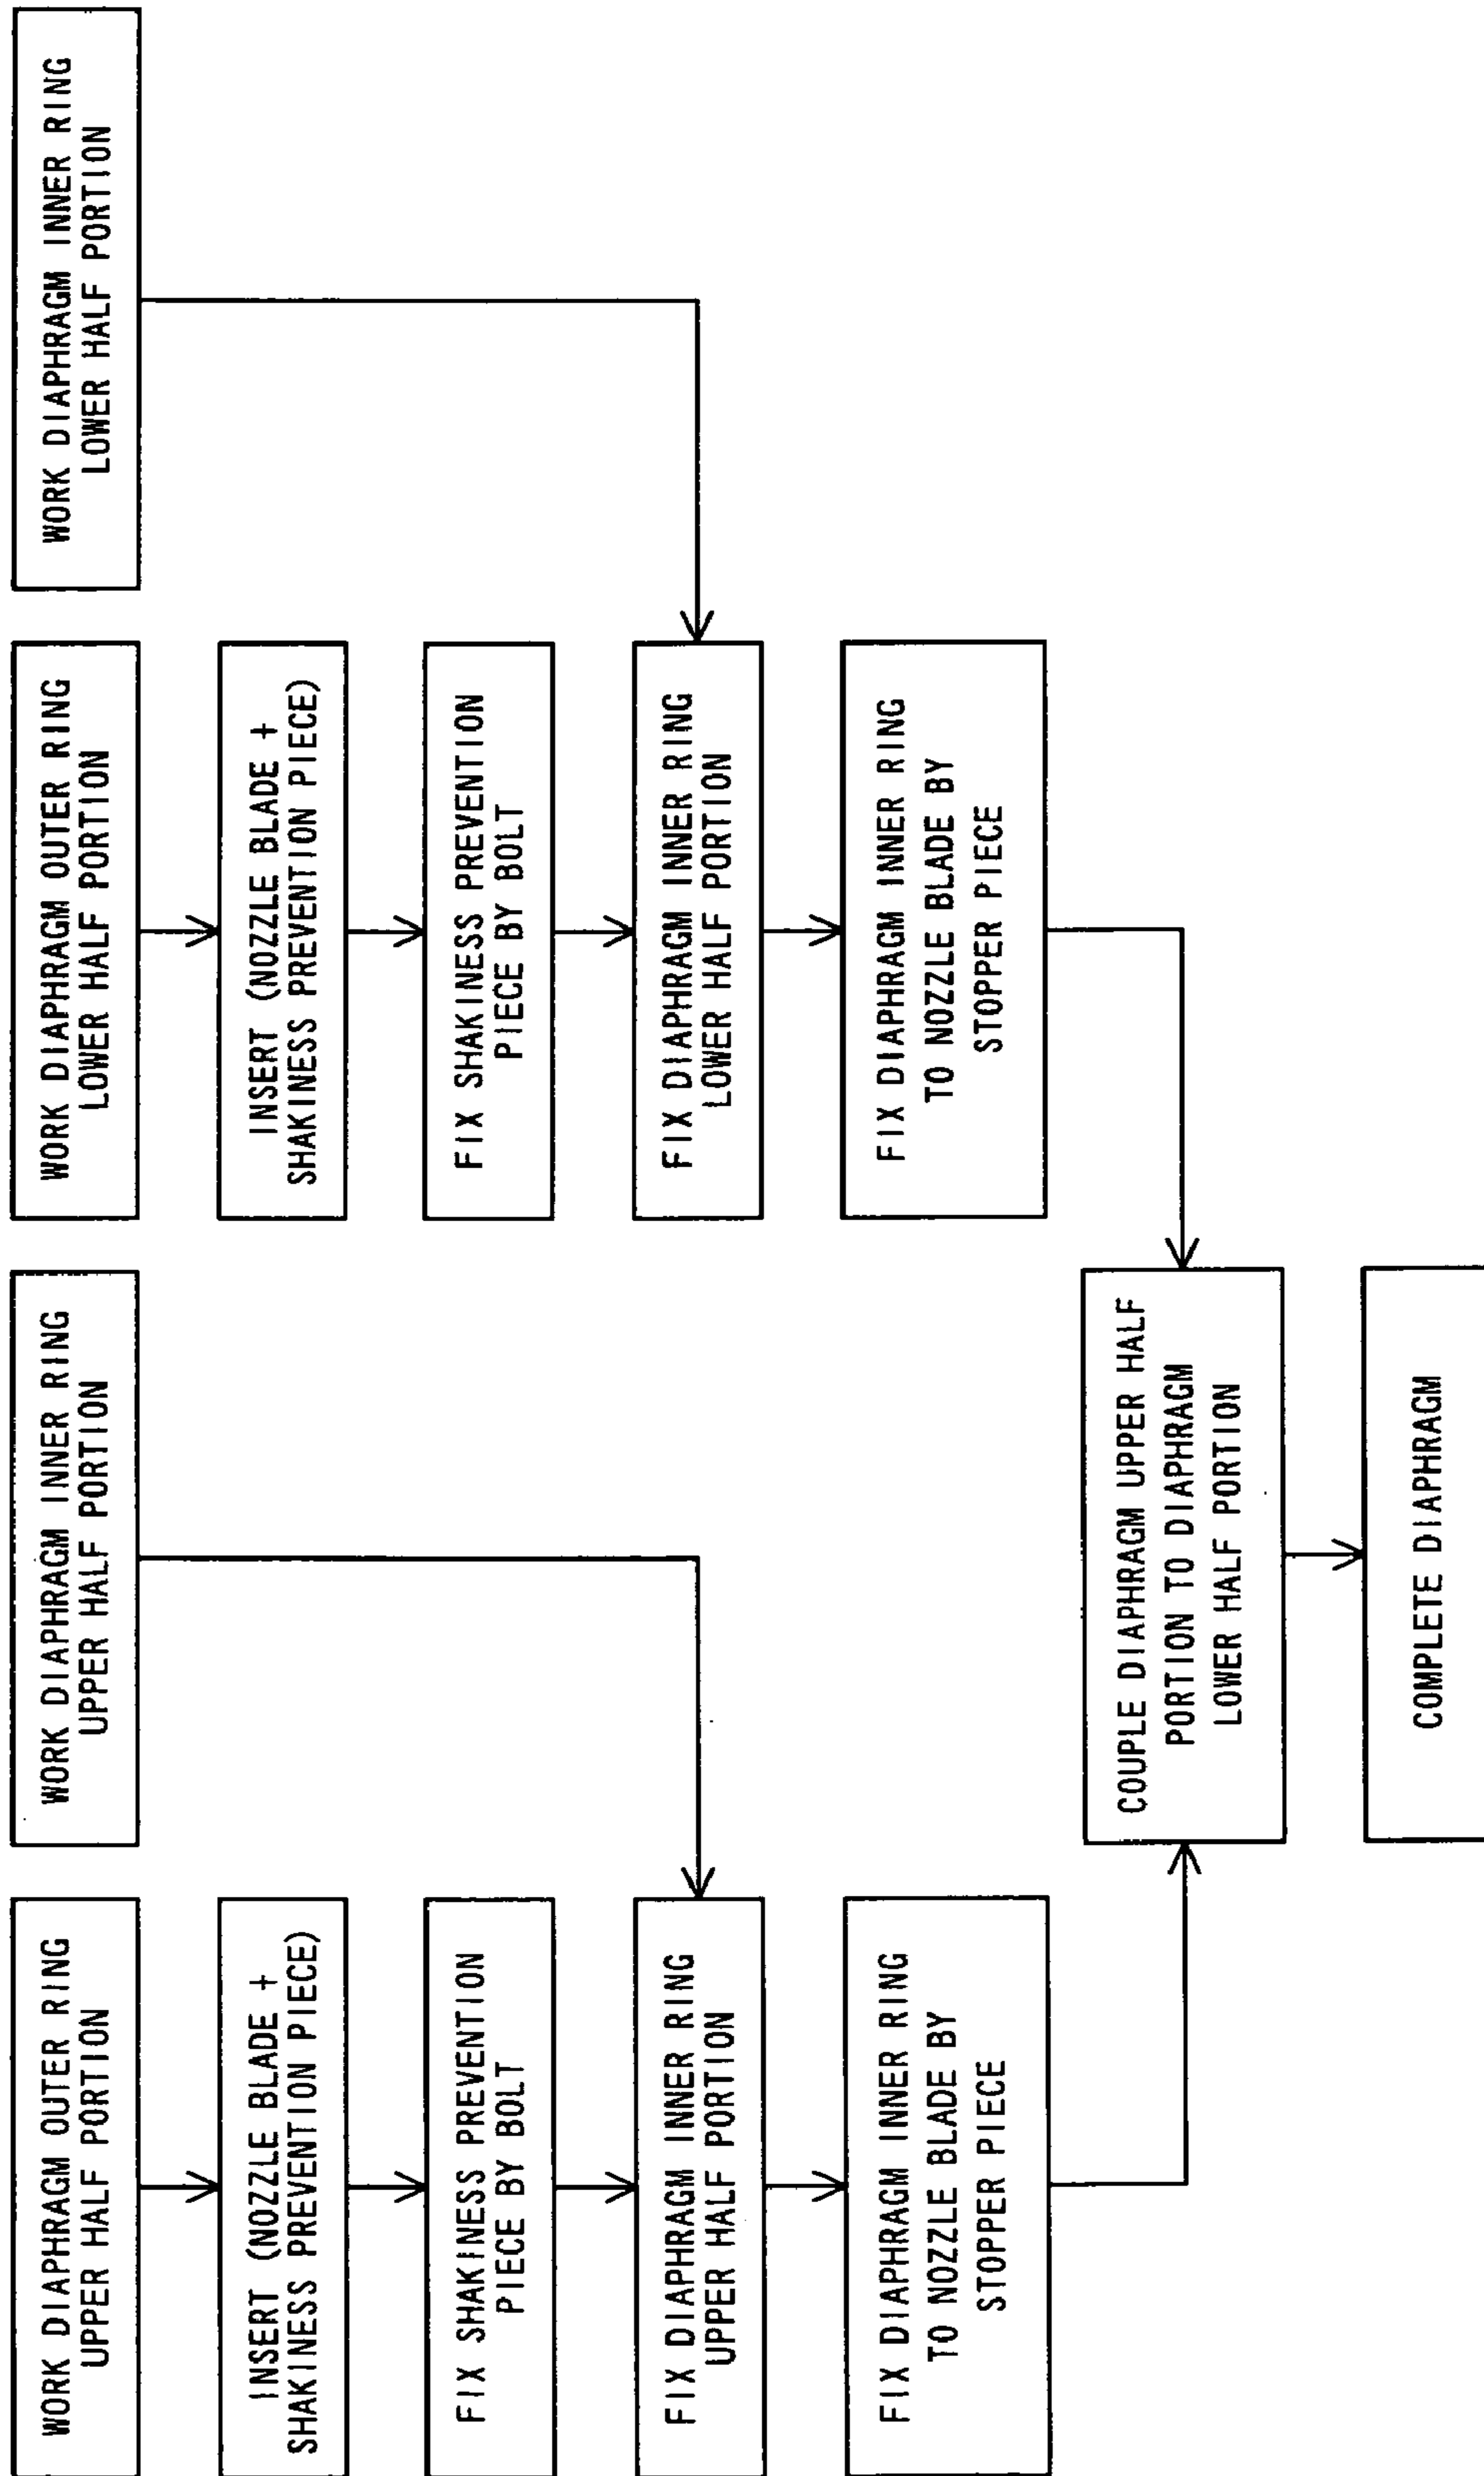 WORK DIAPHRAGM OUTER RING
UPPER HALF PORTION
INSERT (NOZZLE BLADE +
SHAKINESS PREVENTION PIECE)
FIX SHAKINESS PREVENTION
PIECE BY BOLT
FIX DIAPHRAGM INNER RING
UPPER HALF PORTION
FIX DIAPHRAGM INNER RING
TO NOZZLE BLADE BY
STOPPER PIECE
WORK DIAPHRAGM INNER RING
UPPER HALF PORTION
COUPLE DIAPHRAGM UPPER HALF
PORTION TO DIAPHRAGM
LOWER HALF PORTION
COMPLETE DIAPHRAGM
WORK DIAPHRAGM OUTER RING
LOWER HALF PORTION
INSERT (NOZZLE BLADE +
SHAKINESS PREVENTION PIECE)
FIX SHAKINESS PREVENTION
PIECE BY BOLT
FIX DIAPHRAGM INNER RING
LOWER HALF PORTION
FIX DIAPHRAGM INNER RING
TO NOZZLE BLADE BY
STOPPER PIECE
WORK DIAPHRAGM INNER RING
LOWER HALF PORTION